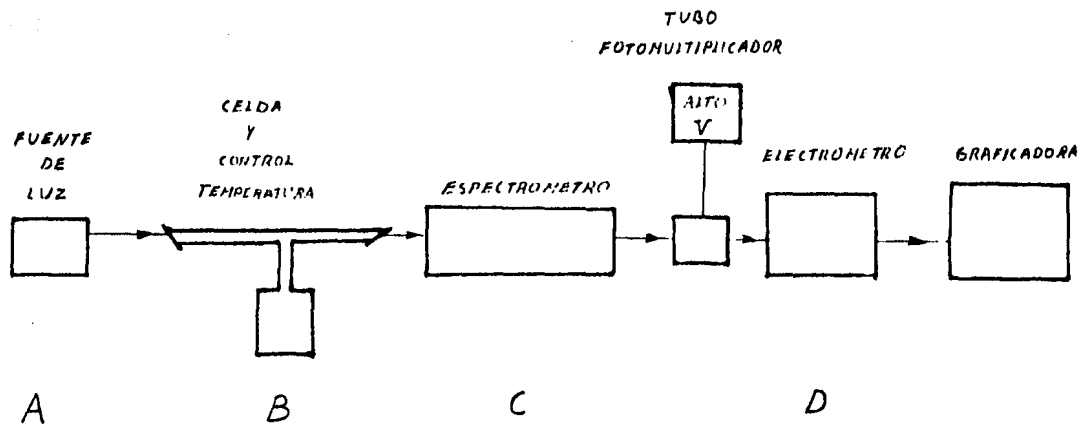 TUBO
FOTOMULTIPLICADOR
ALTO
V
CELDA
Y
CONTROL
TEMPERATURA
FUENTE
DE
LUZ
ESPECTROMETRO
ELECTROMETRO
GRAFICADORA
A
B
C
D